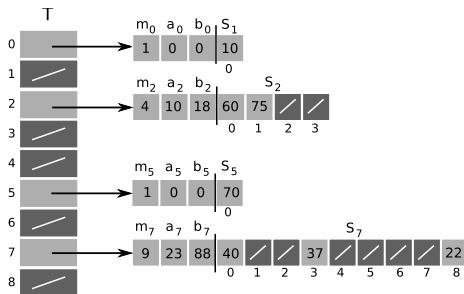 T
m0 a0 b0 S1
0 1 0 0 10
0
1
m2 a2 b2 S2
2 4 10 18 60 75
0 1 2 3
3
4
m5 a5 b5 S5
5 1 0 0 70
0
6
m7 a7 b7 S7
7 9 23 88 40 37 22
0 1 2 3 4 5 6 7 8
8